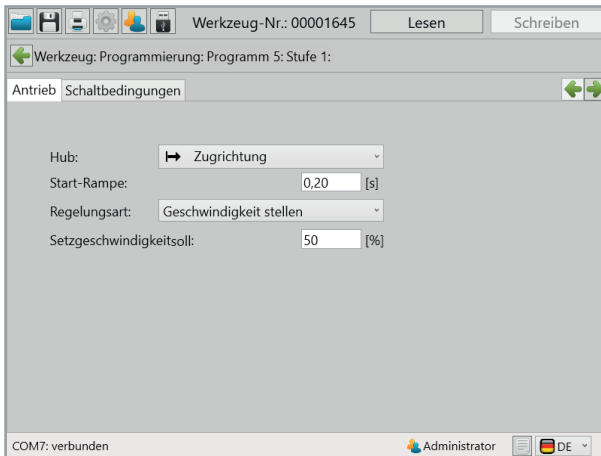 Werkzeug-Nr.: 00001645 Lesen Schreiben
Werkzeug: Programmierung: Programm 5: Stufe 1:
Antrieb Schaltbedingungen
Hub: Zugrichtung
Start-Rampe: 0,20 [s]
Regelungsart: Geschwindigkeit stellen
Setzgeschwindigkeitsoll: 50 [%]
COM7: verbunden Administrator DE